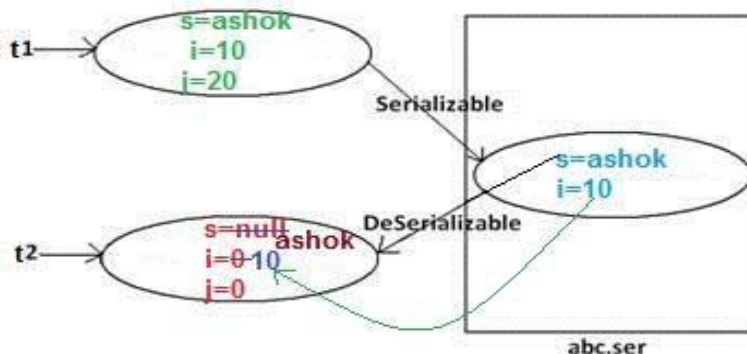 t1
s=ashok
i=10
j=20
Serializable
s=ashok
i=10
DeSerializable
t2
s=null ashok
i=0 10
j=0
abc.ser